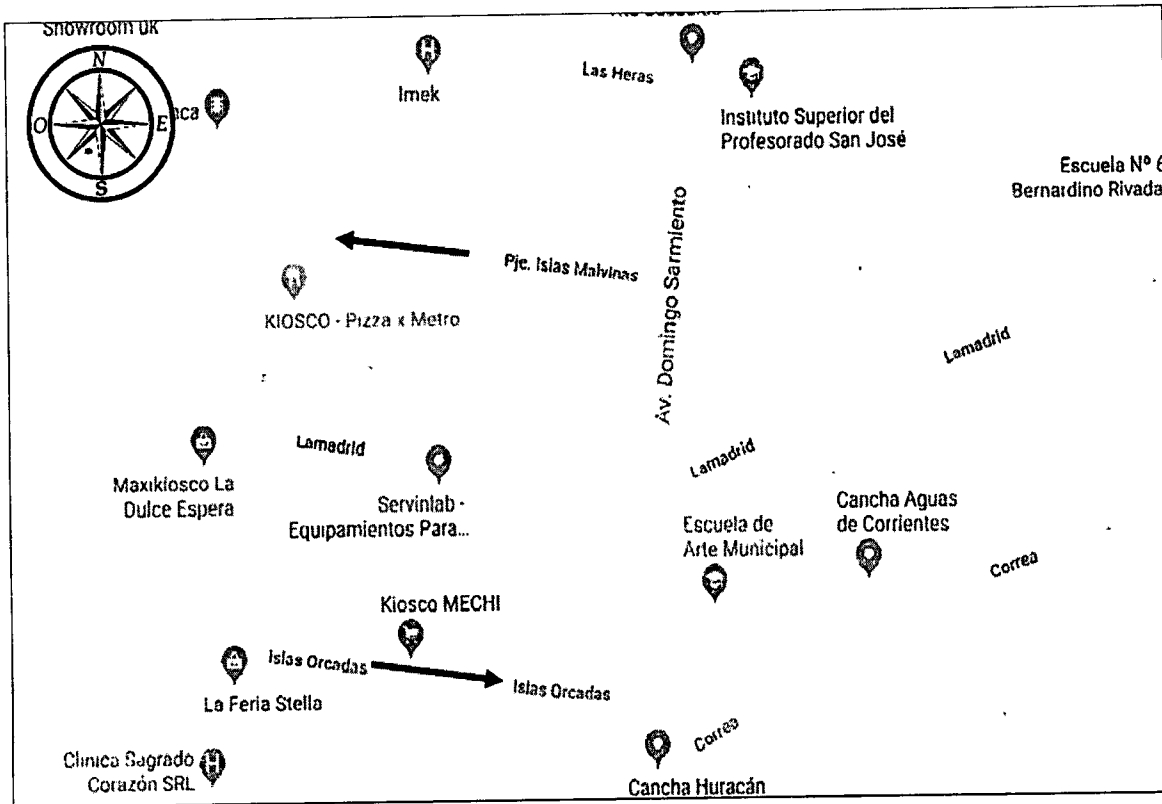 Showroom uk
N
O
E
S
Imek
Las Heras
Instituto Superior del
Profesorado San José
Escuela Nº 6
Bernardino Rivada
Pje. Islas Malvinas
Av. Domingo Sarmiento
KIOSCO - Pizza x Metro
Lamadrid
Maxikiosco La
Dulce Espera
Lamadrid
Servinlab -
Equipamientos Para...
Lamadrid
Escuela de
Arte Municipal
Cancha Aguas
de Corrientes
Correa
Kiosco MECHI
Islas Orcadas
Islas Orcadas
La Feria Stella
Clinica Sagrado
Corazón SRL
Correa
Cancha Huracán